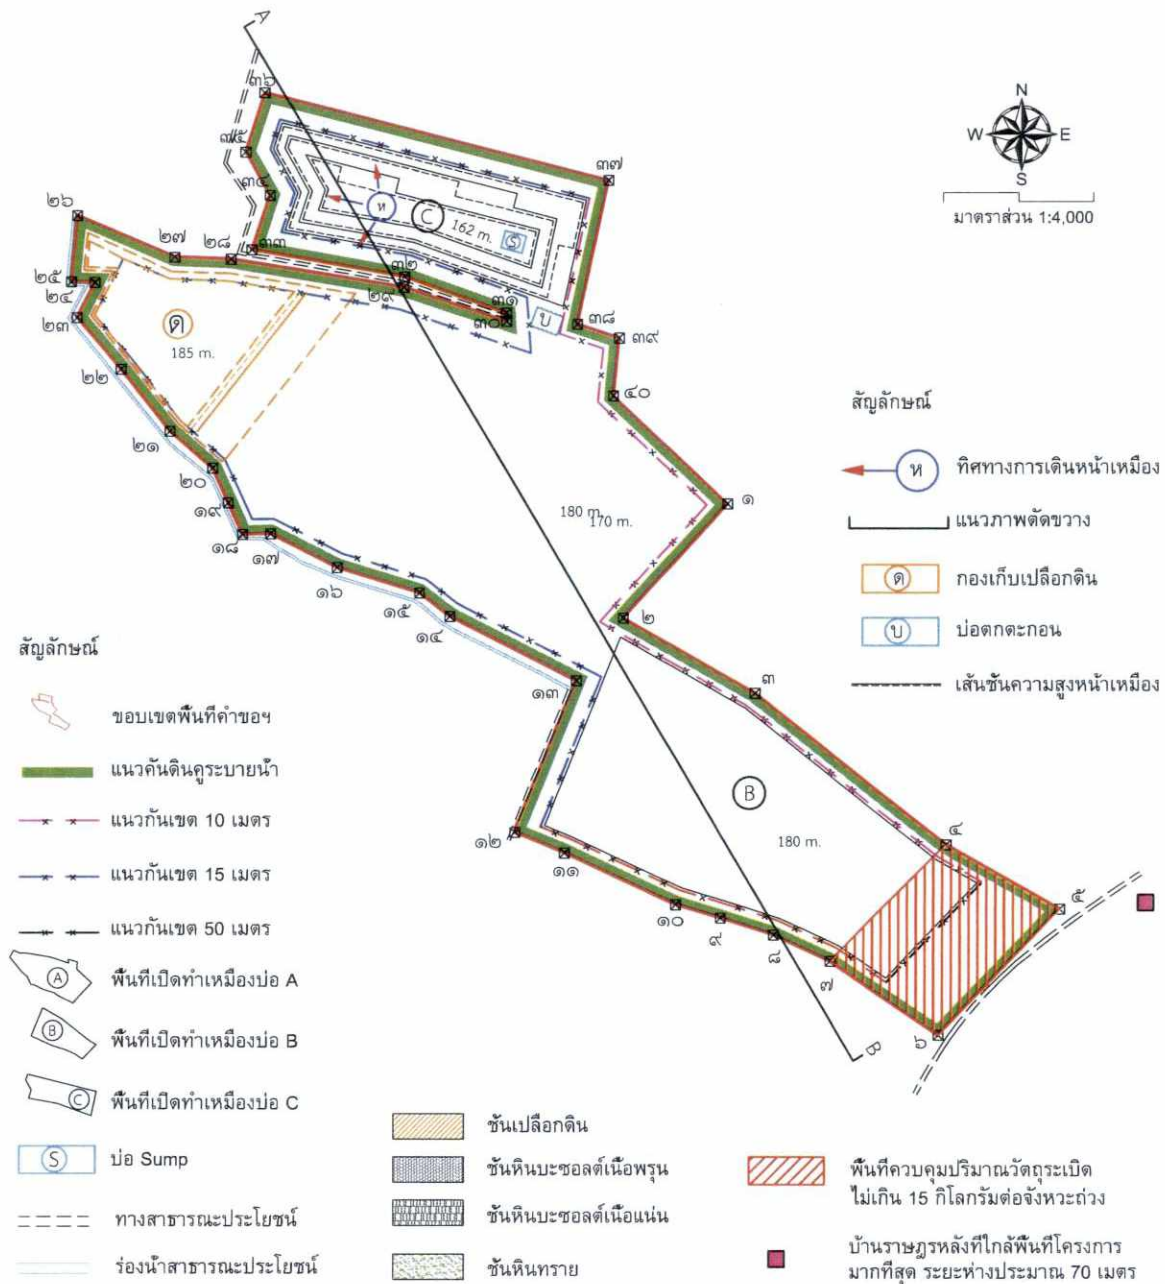 A
๓๖
๓๕
๓๔
๓๓
๓๗
N
W E
S
มาตราส่วน 1:4,000
ห
C
162 m.
S
๒๖
๒๗
๒๘
๓๒
๒๙
๓๑
๓๐
บ
๓๘
๓๙
๒๕
๒๔
๒๓
ด
185 m.
๒๒
๔๐
๒๑
๒๐
๑๙
๑๘
๑๗
๑๖
๑๕
๑๔
๑๓
180 m.
170 m.
๑
๒
๓
B
180 m.
๔
๕
๑๒
๑๑
๑๐
๙
๘
๗
๖
B
สัญลักษณ์
ห ทิศทางการเดินหน้าเหมือง
แนวภาพตัดขวาง
ด กองเก็บเปลือกดิน
บ บ่อตกตะกอน
เส้นชั้นความสูงหน้าเหมือง
สัญลักษณ์
ขอบเขตพื้นที่คำขอฯ
แนวคันดินคูระบายน้ำ
แนวกันเขต 10 เมตร
แนวกันเขต 15 เมตร
แนวกันเขต 50 เมตร
A พื้นที่เปิดทำเหมืองบ่อ A
B พื้นที่เปิดทำเหมืองบ่อ B
C พื้นที่เปิดทำเหมืองบ่อ C
S บ่อ Sump
ทางสาธารณะประโยชน์
ร่องน้ำสาธารณะประโยชน์
ชั้นเปลือกดิน
ชั้นหินบะซอลต์เนื้อพรุน
ชั้นหินบะซอลต์เนื้อแน่น
ชั้นหินทราย
พื้นที่ควบคุมปริมาณวัตถุระเบิด
ไม่เกิน 15 กิโลกรัมต่อจังหวะถ่วง
บ้านราษฎรหลังที่ใกล้พื้นที่โครงการ
มากที่สุด ระยะห่างประมาณ 70 เมตร